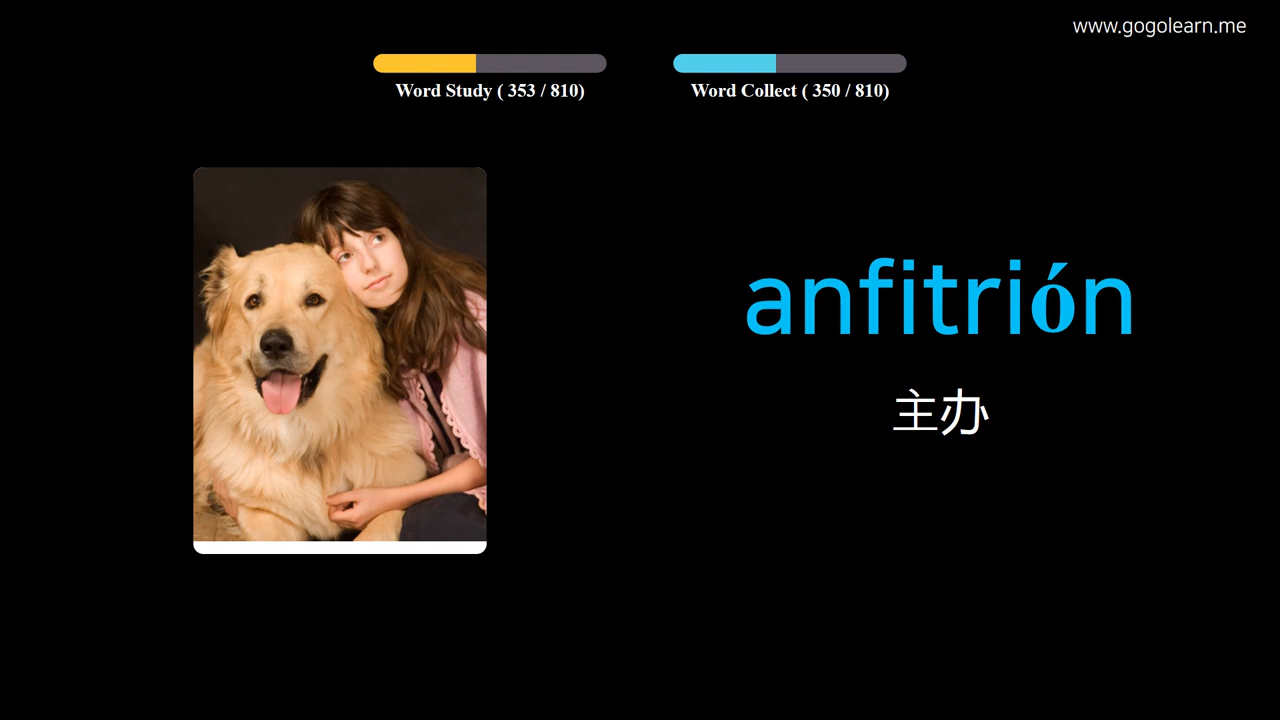 www.gogolearn.me
Word Study ( 353 / 810)
Word Collect ( 350 / 810)
anfitrión
主办